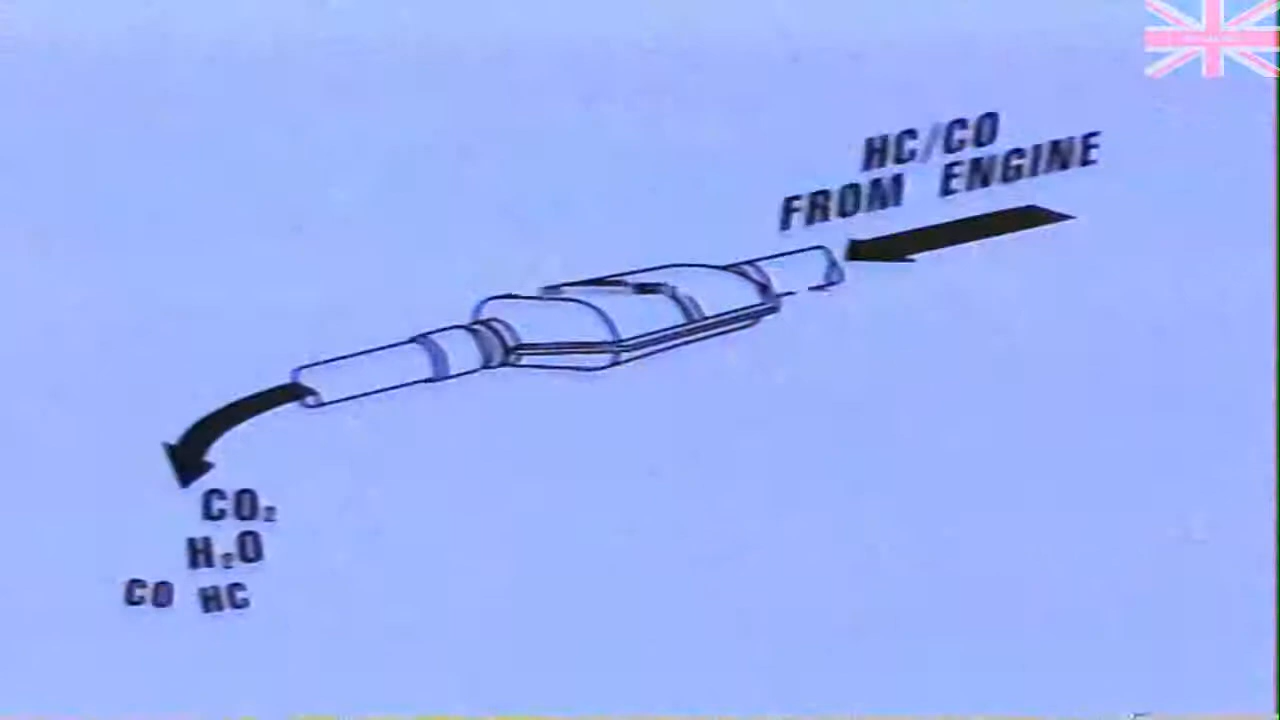 HC/CO
FROM ENGINE
CO₂
H₂O
CO HC